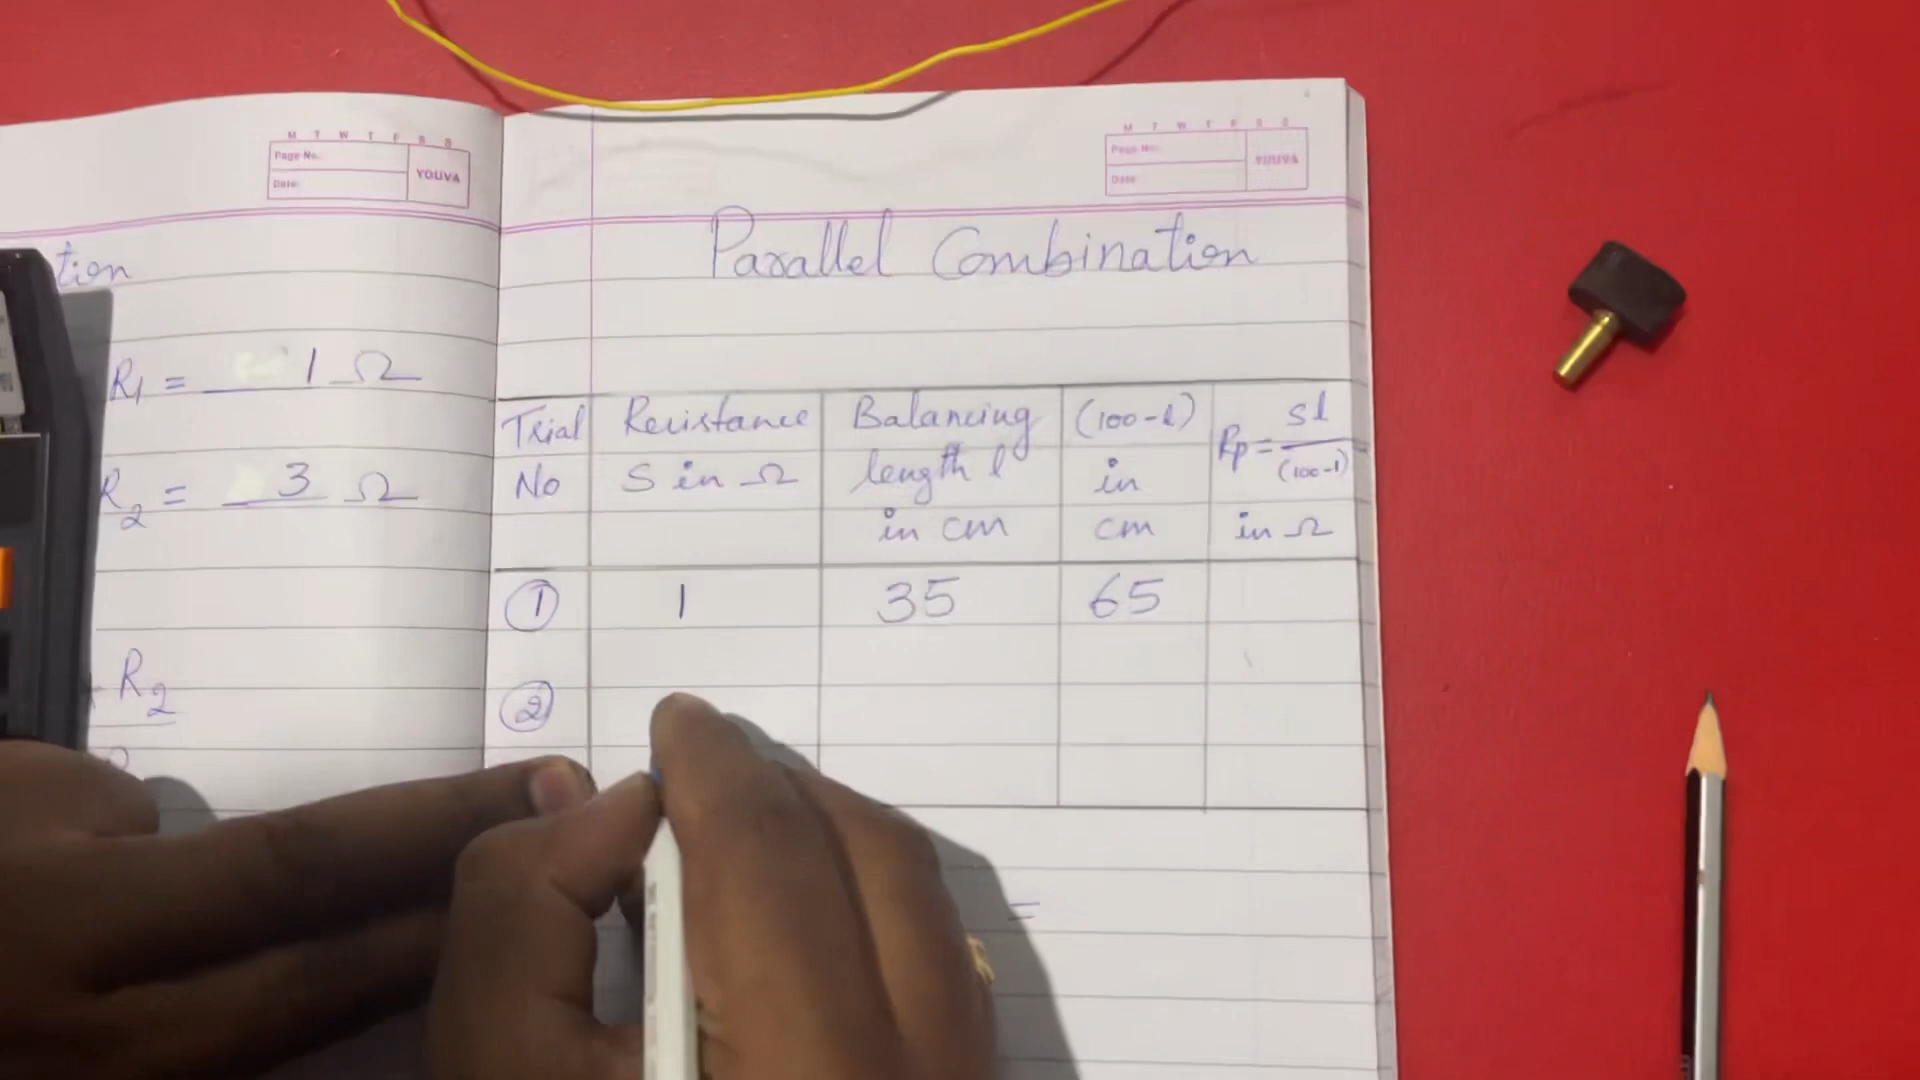 M T W T F S S
Page No.:
Date:
YOUVA
tion
R1 = 1 Ω
R2 = 3 Ω
R2
M T W T F S S
Page No.:
Date:
YOUVA
Parallel Combination
Trial No
Resistance S in Ω
Balancing length l in cm
(100-l) in cm
Rp = Sl/(100-l) in Ω
① 1 35 65
②
=